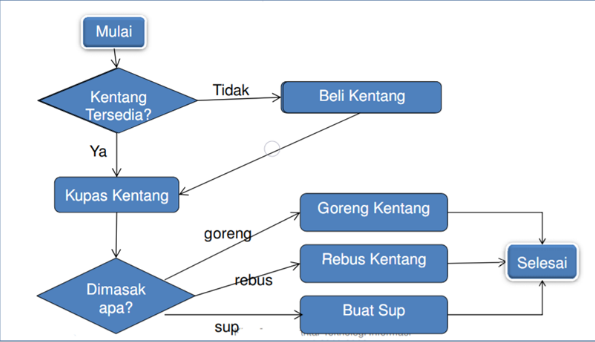 Mulai
Kentang
Tersedia?
Tidak
Beli Kentang
Ya
Kupas Kentang
goreng
Goreng Kentang
Dimasak
apa?
rebus
Rebus Kentang
Selesai
sup
Buat Sup
Teknologi Informasi